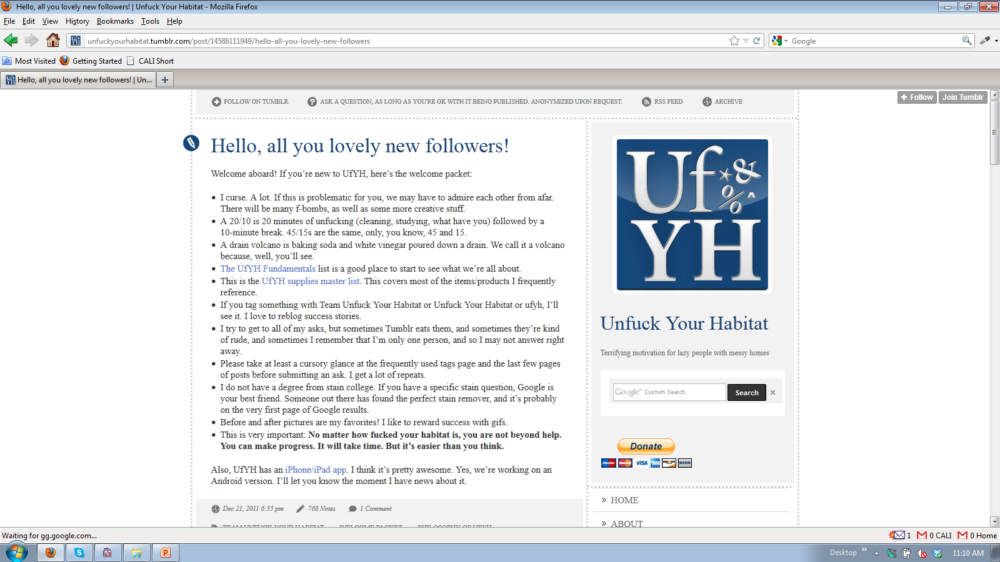 Hello, all you lovely new followers! | Unfuck Your Habitat - Mozilla Firefox
File Edit View History Bookmarks Tools Help
unfuckyourhabitat.tumblr.com/post/14586111949/hello-all-you-lovely-new-followers
Google
Most Visited Getting Started CALI Short
Hello, all you lovely new followers! | Un...
FOLLOW ON TUMBLR ASK A QUESTION, AS LONG AS YOU'RE OK WITH IT BEING PUBLISHED. ANONYMIZED UPON REQUEST. RSS FEED ARCHIVE
+ Follow Join Tumblr
Hello, all you lovely new followers!
Welcome aboard! If you're new to UfYH, here's the welcome packet:
• I curse. A lot. If this is problematic for you, we may have to admire each other from afar.
There will be many f-bombs, as well as some more creative stuff.
• A 20/10 is 20 minutes of unfucking (cleaning, studying, what have you) followed by a
10-minute break. 45/15s are the same, only, you know, 45 and 15.
• A drain volcano is baking soda and white vinegar poured down a drain. We call it a volcano
because, well, you'll see.
• The UfYH Fundamentals list is a good place to start to see what we're all about.
• This is the UfYH supplies master list. This covers most of the items/products I frequently
reference.
• If you tag something with Team Unfuck Your Habitat or Unfuck Your Habitat or ufyh, I'll
see it. I love to reblog success stories.
• I try to get to all of my asks, but sometimes Tumblr eats them, and sometimes they're kind
of rude, and sometimes I remember that I'm only one person, and so I may not answer right
away.
• Please take at least a cursory glance at the frequently used tags page and the last few pages
of posts before submitting an ask. I get a lot of repeats.
• I do not have a degree from stain college. If you have a specific stain question, Google is
your best friend. Someone out there has found the perfect stain remover, and it's probably
on the very first page of Google results.
• Before and after pictures are my favorites! I like to reward success with gifs.
• This is very important: No matter how fucked your habitat is, you are not beyond help.
You can make progress. It will take time. But it's easier than you think.
Also, UfYH has an iPhone/iPad app. I think it's pretty awesome. Yes, we're working on an
Android version. I'll let you know the moment I have news about it.
Dec 21, 2011 6:33 pm 768 Notes 1 Comment
TEAM UNFUCK YOUR HABITAT WELCOME PACKET PHILOSOPHY OF UFYH
Uf*&%^
YH
Unfuck Your Habitat
Terrifying motivation for lazy people with messy homes
Google™ Custom Search Search ×
Donate
Maestro MasterCard VISA DISCOVER BANK
» HOME
» ABOUT
Waiting for gg.google.com...
1 0 CALI 0 Home
Desktop » 11:10 AM